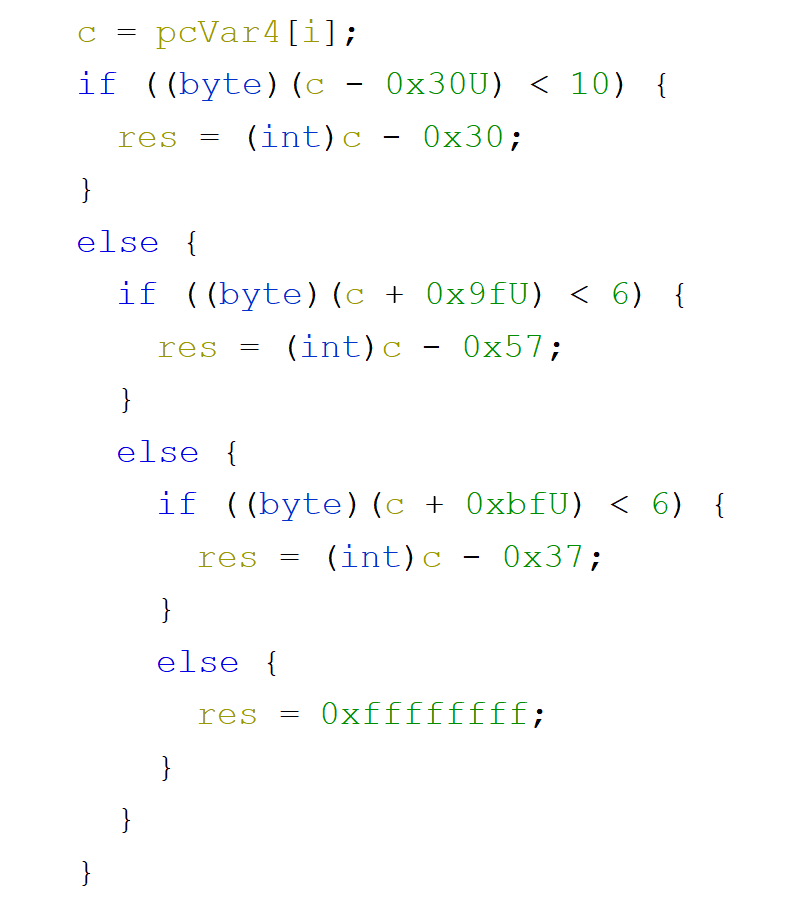 c = pcVar4[i];
if ((byte)(c - 0x30U) < 10) {
  res = (int)c - 0x30;
}
else {
  if ((byte)(c + 0x9fU) < 6) {
    res = (int)c - 0x57;
  }
  else {
    if ((byte)(c + 0xbfU) < 6) {
      res = (int)c - 0x37;
    }
    else {
      res = 0xffffffff;
    }
  }
}